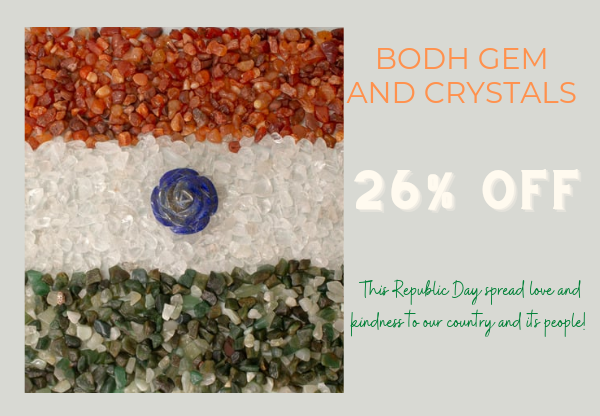 BODH GEM
AND CRYSTALS
26% OFF
This Republic Day spread love and
kindness to our country and its people!